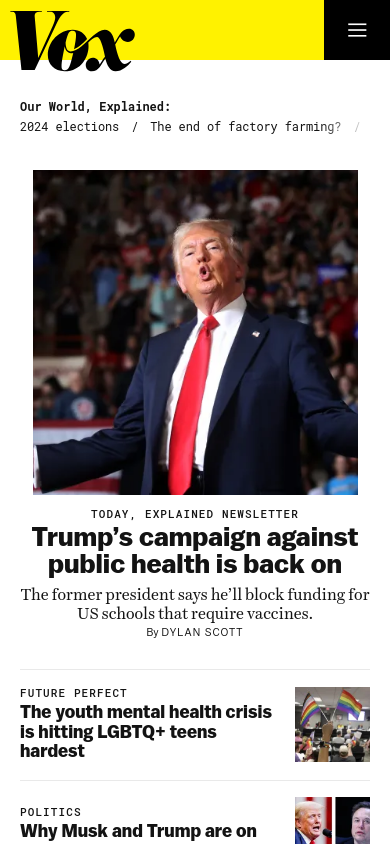 Vox
Our World, Explained:
2024 elections / The end of factory farming? /
TODAY, EXPLAINED NEWSLETTER
Trump’s campaign against
public health is back on
The former president says he’ll block funding for
US schools that require vaccines.
By DYLAN SCOTT
FUTURE PERFECT
The youth mental health crisis
is hitting LGBTQ+ teens
hardest
POLITICS
Why Musk and Trump are on